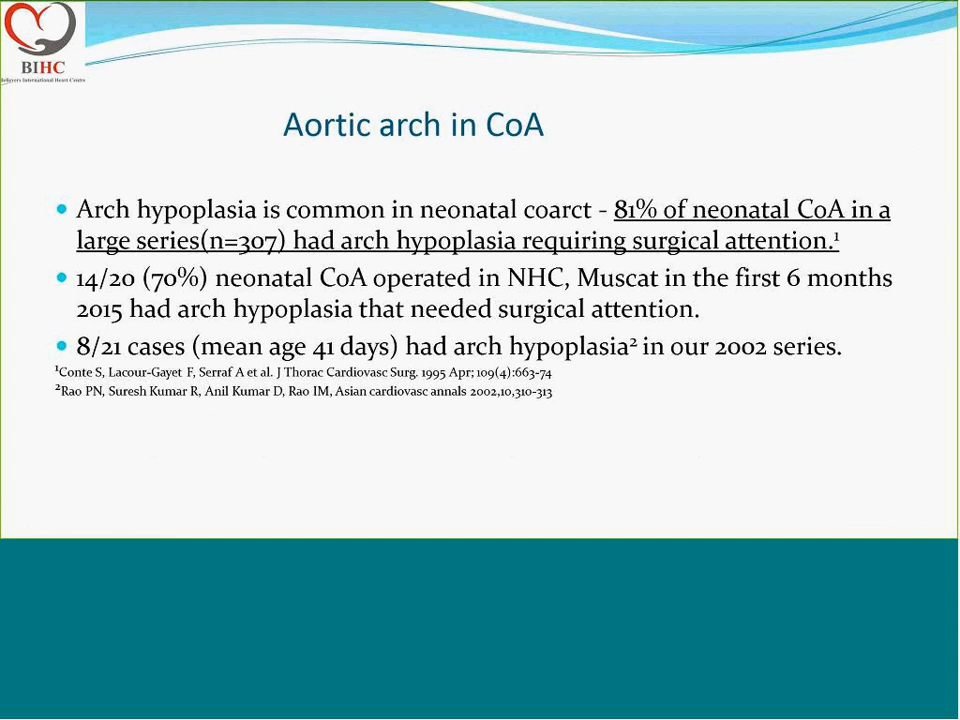 BIHC
Believers International Heart Centre
Aortic arch in CoA
• Arch hypoplasia is common in neonatal coarct - 81% of neonatal CoA in a
large series(n=307) had arch hypoplasia requiring surgical attention.¹
• 14/20 (70%) neonatal CoA operated in NHC, Muscat in the first 6 months
2015 had arch hypoplasia that needed surgical attention.
• 8/21 cases (mean age 41 days) had arch hypoplasia² in our 2002 series.
¹Conte S, Lacour-Gayet F, Serraf A et al. J Thorac Cardiovasc Surg. 1995 Apr; 109(4):663-74
²Rao PN, Suresh Kumar R, Anil Kumar D, Rao IM, Asian cardiovasc annals 2002,10,310-313